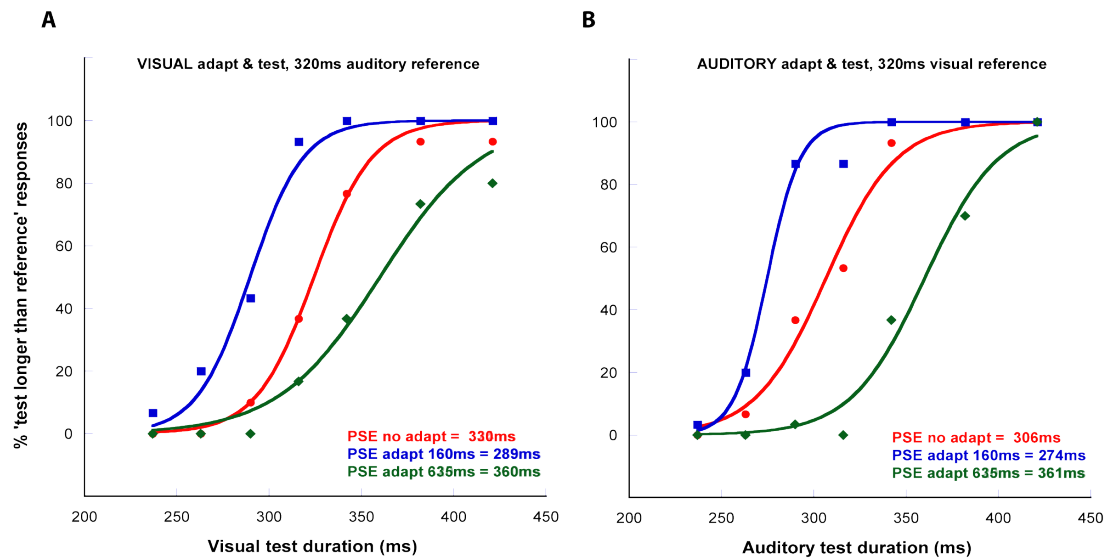 A
VISUAL adapt & test, 320ms auditory reference
% 'test longer than reference' responses
100
80
60
40
20
0
PSE no adapt = 330ms
PSE adapt 160ms = 289ms
PSE adapt 635ms = 360ms
200
250
300
350
400
450
Visual test duration (ms)
B
AUDITORY adapt & test, 320ms visual reference
100
80
60
40
20
0
PSE no adapt = 306ms
PSE adapt 160ms = 274ms
PSE adapt 635ms = 361ms
200
250
300
350
400
450
Auditory test duration (ms)